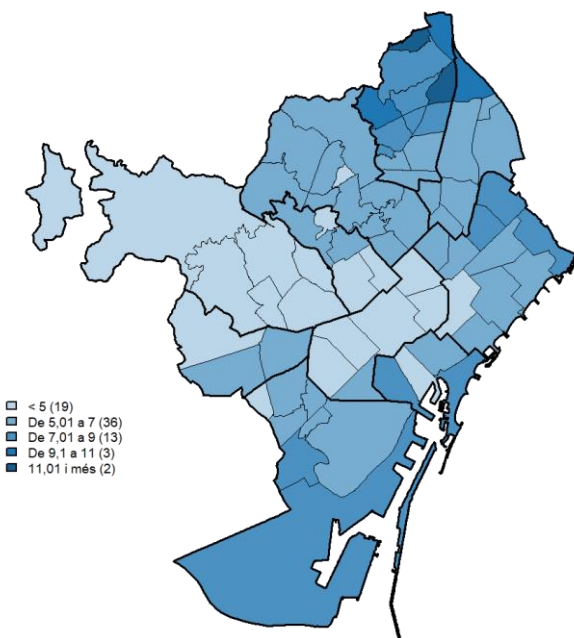 < 5 (19)
De 5,01 a 7 (36)
De 7,01 a 9 (13)
De 9,1 a 11 (3)
11,01 i més (2)